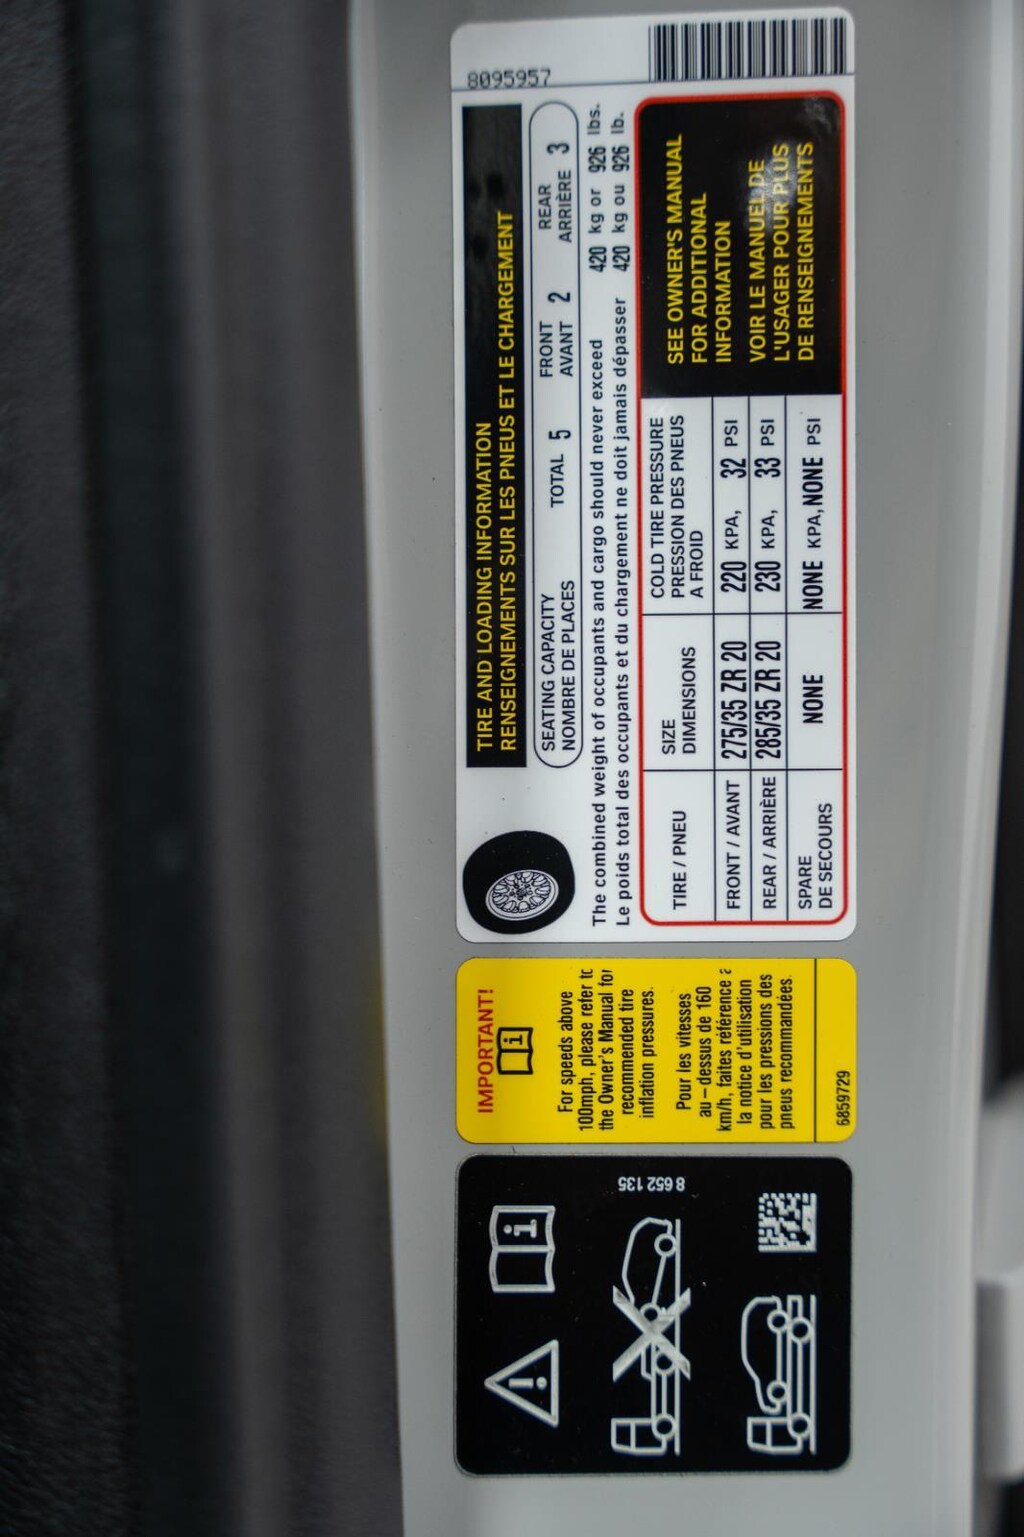 8095957
TIRE AND LOADING INFORMATION
RENSEIGNEMENTS SUR LES PNEUS ET LE CHARGEMENT
SEATING CAPACITY
NOMBRE DE PLACES
TOTAL 5
FRONT
AVANT
2
REAR
ARRIÈRE
3
The combined weight of occupants and cargo should never exceed 420 kg or 926 lbs.
Le poids total des occupants et du chargement ne doit jamais dépasser 420 kg ou 926 lb.
TIRE / PNEU
SIZE
DIMENSIONS
COLD TIRE PRESSURE
PRESSION DES PNEUS
A FROID
FRONT / AVANT 275/35 ZR 20 220 KPA, 32 PSI
REAR / ARRIÈRE 285/35 ZR 20 230 KPA, 33 PSI
SPARE
DE SECOURS
NONE NONE KPA, NONE PSI
SEE OWNER'S MANUAL
FOR ADDITIONAL
INFORMATION
VOIR LE MANUEL DE
L'USAGER POUR PLUS
DE RENSEIGNEMENTS
IMPORTANT!
For speeds above
100mph, please refer to
the Owner's Manual for
recommended tire
inflation pressures.
Pour les vitesses
au-dessus de 160
km/h, faites référence à
la notice d'utilisation
pour les pressions des
pneus recommandées.
6859729
8 652 135